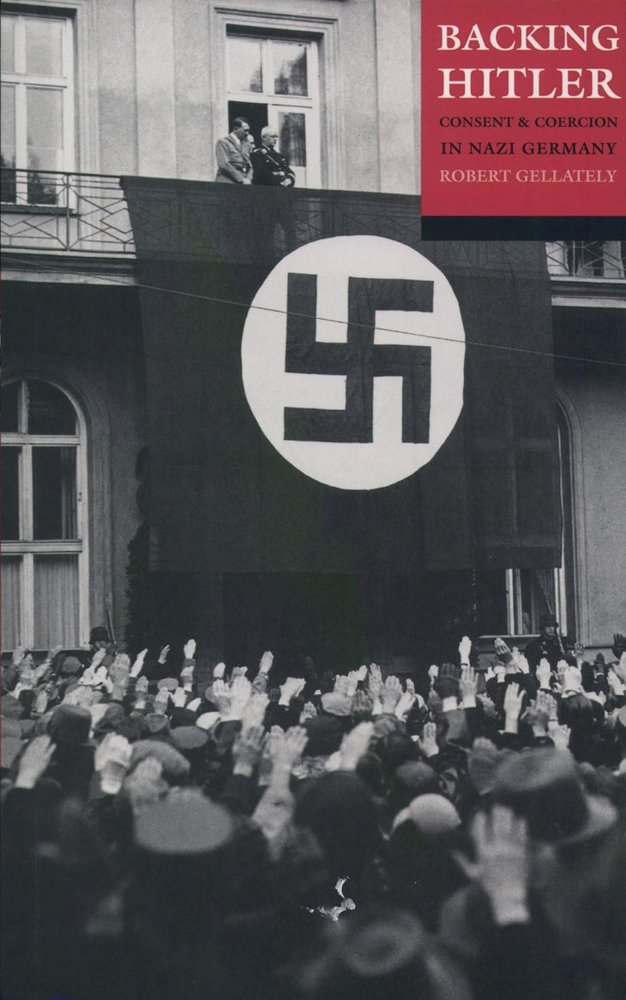 BACKING
HITLER
CONSENT & COERCION
IN NAZI GERMANY
ROBERT GELLATELY